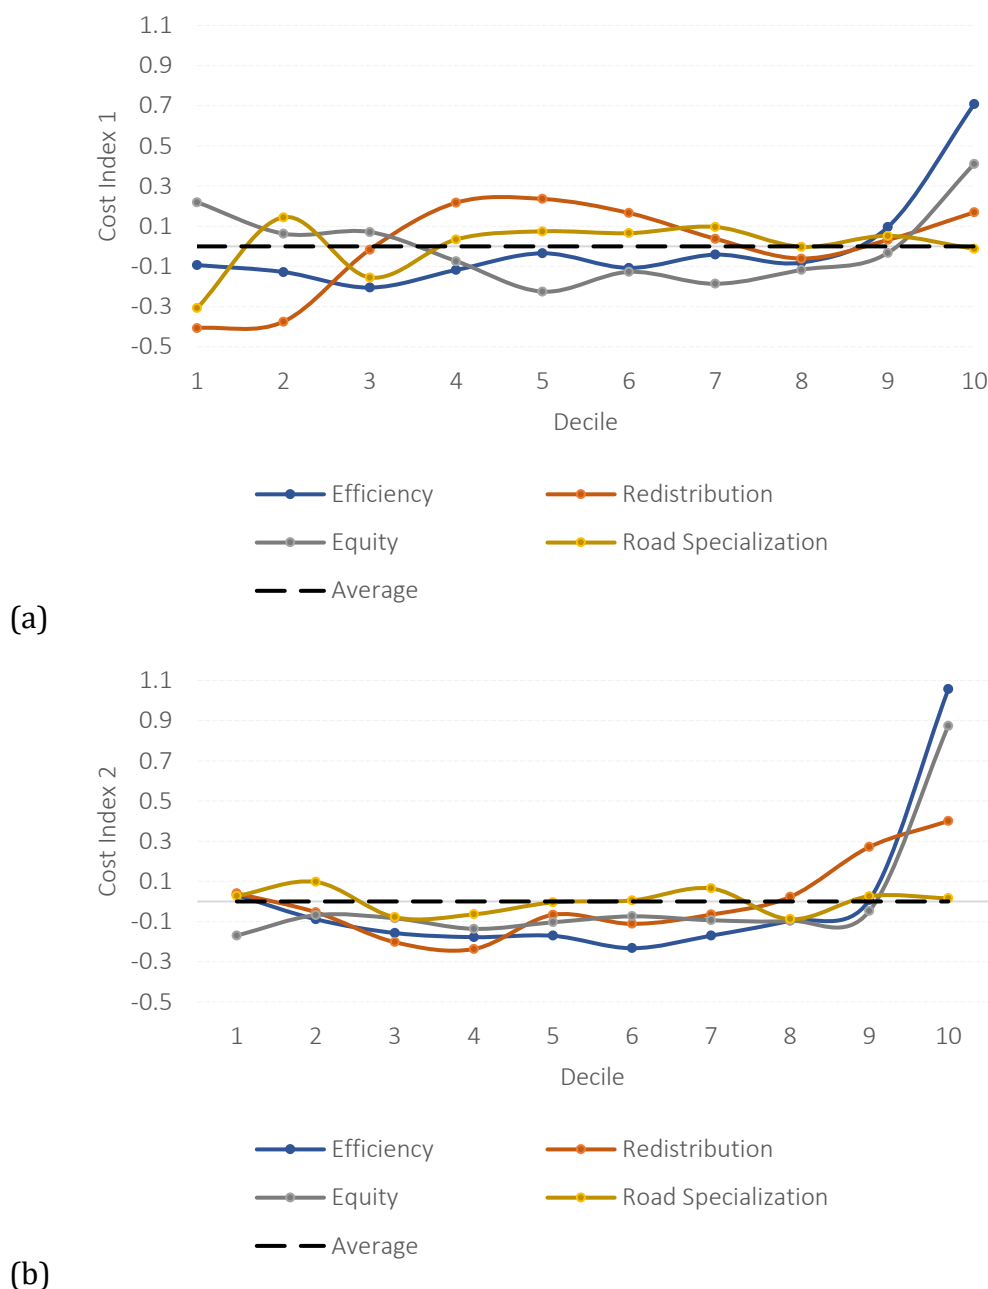 1.1
0.9
0.7
0.5
0.3
0.1
-0.1
-0.3
-0.5
Cost Index 1
1 2 3 4 5 6 7 8 9 10
Decile
Efficiency Redistribution
Equity Road Specialization
Average
(a)
1.1
0.9
0.7
0.5
0.3
0.1
-0.1
-0.3
-0.5
Cost Index 2
1 2 3 4 5 6 7 8 9 10
Decile
Efficiency Redistribution
Equity Road Specialization
Average
(b)